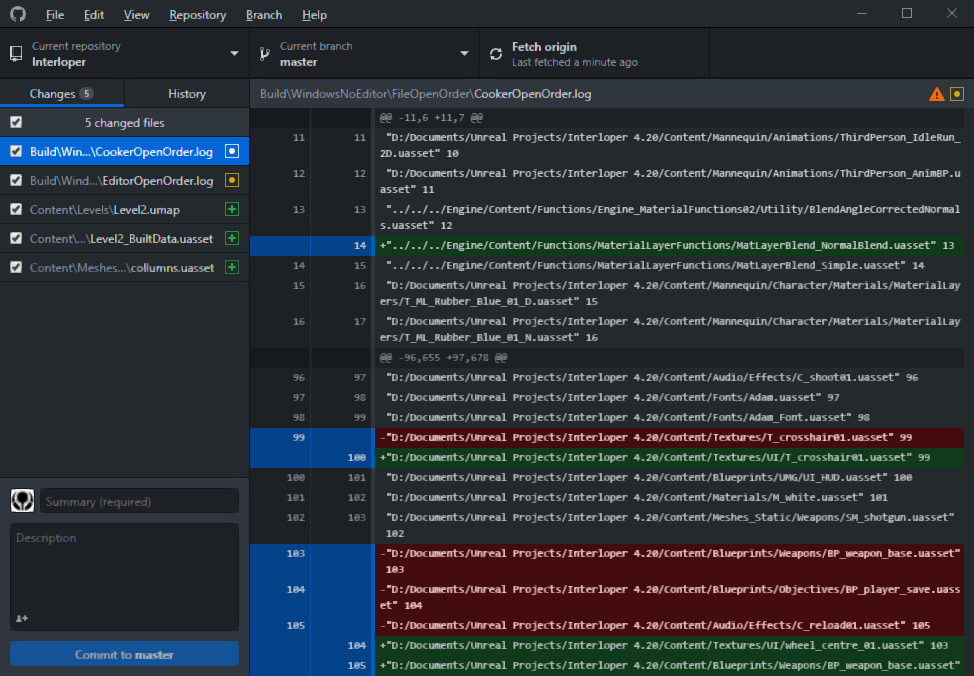 File Edit View Repository Branch Help
Current repository
Interloper
Current branch
master
Fetch origin
Last fetched a minute ago
Changes 5
History
Build\WindowsNoEditor\FileOpenOrder\CookerOpenOrder.log
5 changed files
Build\Win...\CookerOpenOrder.log
Build\Wind...\EditorOpenOrder.log
Content\Levels\Level2.umap
Content\...\Level2_BuiltData.uasset
Content\Meshes...\collumns.uasset
Summary (required)
Description
Commit to master
@@ -11,6 +11,7 @@
11 11 "D:/Documents/Unreal Projects/Interloper 4.20/Content/Mannequin/Animations/ThirdPerson_IdleRun_
2D.uasset" 10
12 12 "D:/Documents/Unreal Projects/Interloper 4.20/Content/Mannequin/Animations/ThirdPerson_AnimBP.u
asset" 11
13 13 "../../../Engine/Content/Functions/Engine_MaterialFunctions02/Utility/BlendAngleCorrectedNormal
s.uasset" 12
14 +"../../../Engine/Content/Functions/MaterialLayerFunctions/MatLayerBlend_NormalBlend.uasset" 13
14 15 "../../../Engine/Content/Functions/MaterialLayerFunctions/MatLayerBlend_Simple.uasset" 14
15 16 "D:/Documents/Unreal Projects/Interloper 4.20/Content/Mannequin/Character/Materials/MaterialLay
ers/T_ML_Rubber_Blue_01_D.uasset" 15
16 17 "D:/Documents/Unreal Projects/Interloper 4.20/Content/Mannequin/Character/Materials/MaterialLay
ers/T_ML_Rubber_Blue_01_N.uasset" 16
@@ -96,655 +97,678 @@
96 97 "D:/Documents/Unreal Projects/Interloper 4.20/Content/Audio/Effects/C_shoot01.uasset" 96
97 98 "D:/Documents/Unreal Projects/Interloper 4.20/Content/Fonts/Adam.uasset" 97
98 99 "D:/Documents/Unreal Projects/Interloper 4.20/Content/Fonts/Adam_Font.uasset" 98
99 -"D:/Documents/Unreal Projects/Interloper 4.20/Content/Textures/T_crosshair01.uasset" 99
100 +"D:/Documents/Unreal Projects/Interloper 4.20/Content/Textures/UI/T_crosshair01.uasset" 99
100 101 "D:/Documents/Unreal Projects/Interloper 4.20/Content/Blueprints/UMG/UI_HUD.uasset" 100
101 102 "D:/Documents/Unreal Projects/Interloper 4.20/Content/Materials/M_white.uasset" 101
102 103 "D:/Documents/Unreal Projects/Interloper 4.20/Content/Meshes_Static/Weapons/SM_shotgun.uasset"
102
103 -"D:/Documents/Unreal Projects/Interloper 4.20/Content/Blueprints/Weapons/BP_weapon_base.uasset"
103
104 -"D:/Documents/Unreal Projects/Interloper 4.20/Content/Blueprints/Objectives/BP_player_save.uass
et" 104
105 -"D:/Documents/Unreal Projects/Interloper 4.20/Content/Audio/Effects/C_reload01.uasset" 105
104 +"D:/Documents/Unreal Projects/Interloper 4.20/Content/Textures/UI/wheel_centre_01.uasset" 103
105 +"D:/Documents/Unreal Projects/Interloper 4.20/Content/Blueprints/Weapons/BP_weapon_base.uasset"